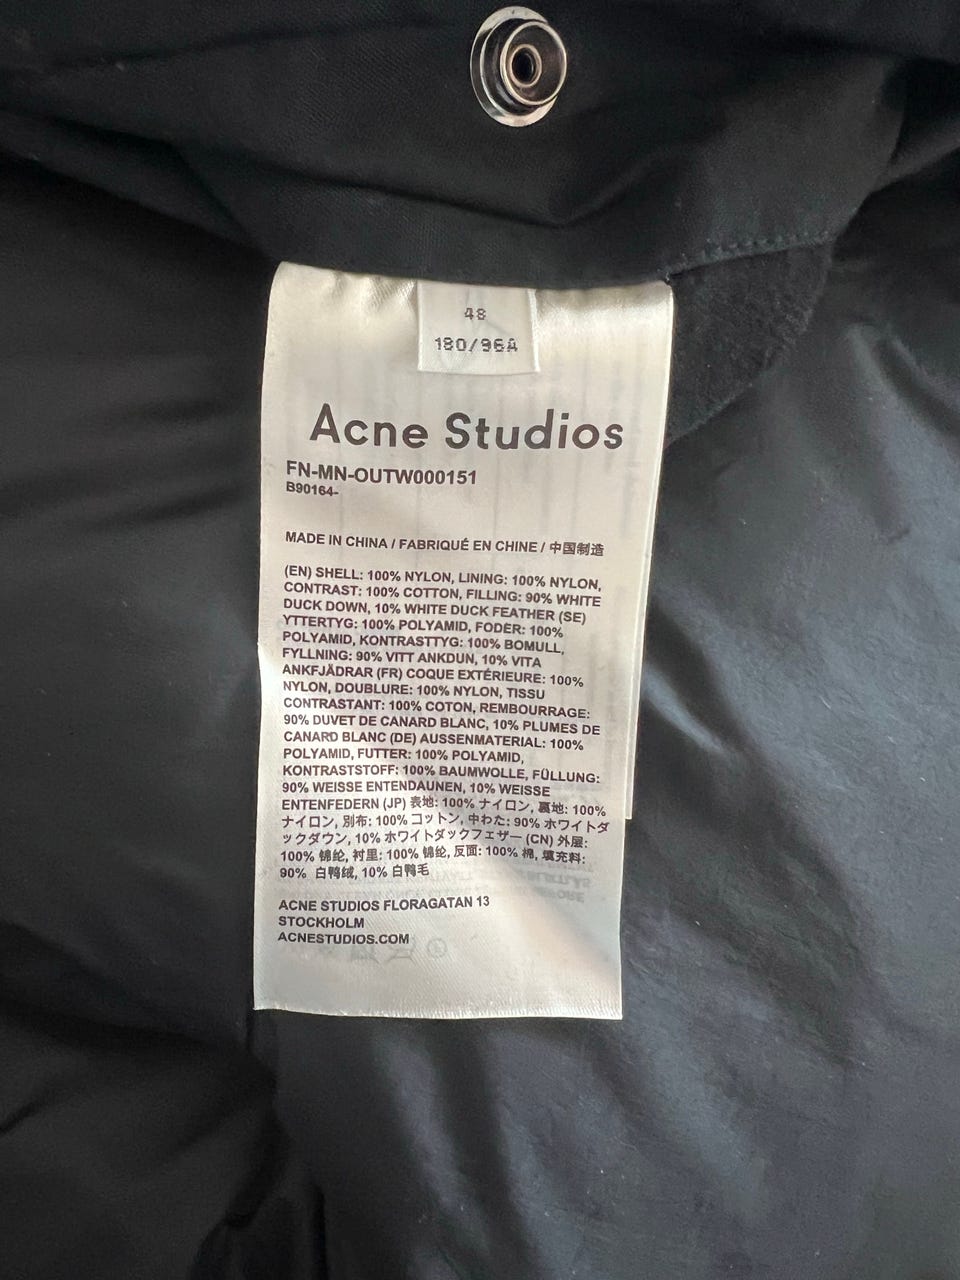 48
180/96A
Acne Studios
FN-MN-OUTW000151
B90164-
MADE IN CHINA / FABRIQUÉ EN CHINE / 中国制造
(EN) SHELL: 100% NYLON, LINING: 100% NYLON,
CONTRAST: 100% COTTON, FILLING: 90% WHITE
DUCK DOWN, 10% WHITE DUCK FEATHER (SE)
YTTERTYG: 100% POLYAMID, FODER: 100%
POLYAMID, KONTRASTTYG: 100% BOMULL,
FYLLNING: 90% VITT ANKDUN, 10% VITA
ANKFJÄDRAR (FR) COQUE EXTÉRIEURE: 100%
NYLON, DOUBLURE: 100% NYLON, TISSU
CONTRASTANT: 100% COTON, REMBOURRAGE:
90% DUVET DE CANARD BLANC, 10% PLUMES DE
CANARD BLANC (DE) AUSSENMATERIAL: 100%
POLYAMID, FUTTER: 100% POLYAMID,
KONTRASTSTOFF: 100% BAUMWOLLE, FÜLLUNG:
90% WEISSE ENTENDAUNEN, 10% WEISSE
ENTENFEDERN (JP) 表地: 100% ナイロン, 裏地: 100%
ナイロン, 別布: 100% コットン, 中わた: 90% ホワイトダ
ックダウン, 10% ホワイトダックフェザー (CN) 外层:
100% 锦纶, 衬里: 100% 锦纶, 反面: 100% 棉, 填充料:
90% 白鸭绒, 10% 白鸭毛
ACNE STUDIOS FLORAGATAN 13
STOCKHOLM
ACNESTUDIOS.COM